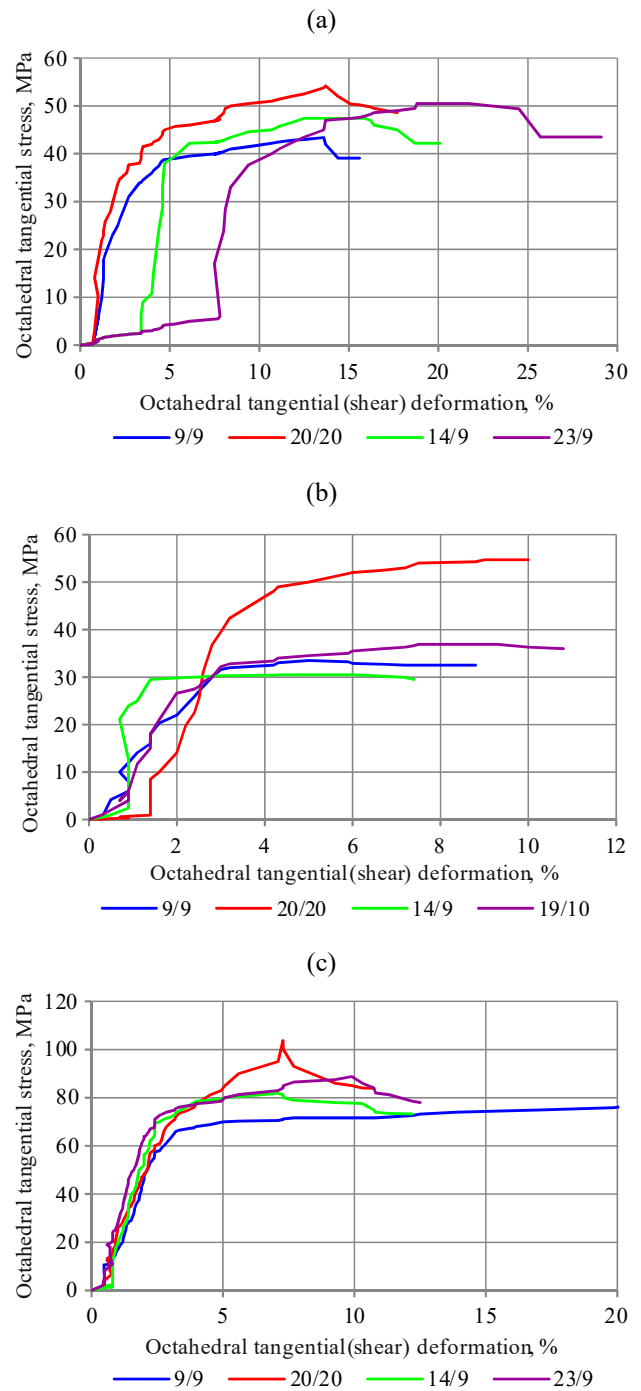 (a)
Octahedral tangential stress, MPa
60
50
40
30
20
10
0
0 5 10 15 20 25 30
Octahedral tangential (shear) deformation, %
9/9 20/20 14/9 23/9
(b)
Octahedral tangential stress, MPa
60
50
40
30
20
10
0
0 2 4 6 8 10 12
Octahedral tangential (shear) deformation, %
9/9 20/20 14/9 19/10
(c)
Octahedral tangential stress, MPa
120
100
80
60
40
20
0
0 5 10 15 20
Octahedral tangential (shear) deformation, %
9/9 20/20 14/9 23/9